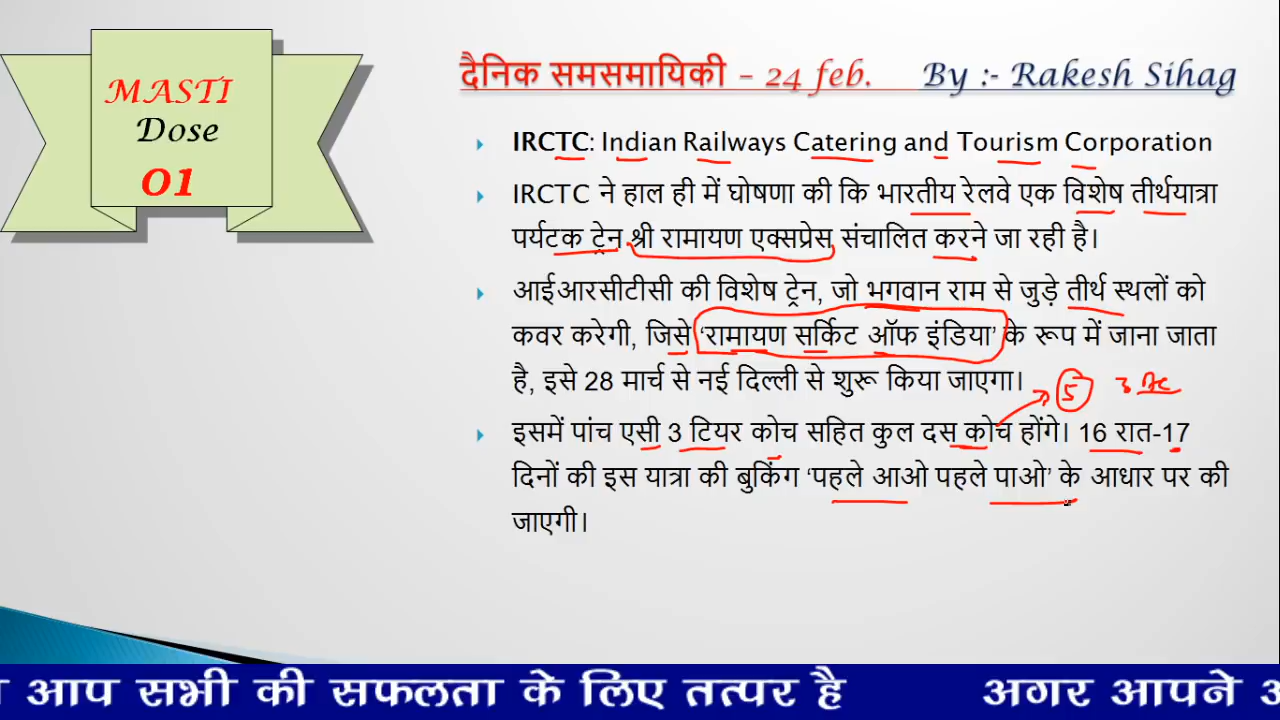 MASTI
Dose
01
दैनिक समसमायिकी - 24 feb. By :- Rakesh Sihag
IRCTC: Indian Railways Catering and Tourism Corporation
IRCTC ने हाल ही में घोषणा की कि भारतीय रेलवे एक विशेष तीर्थयात्रा
पर्यटक ट्रेन श्री रामायण एक्सप्रेस संचालित करने जा रही है।
आईआरसीटीसी की विशेष ट्रेन, जो भगवान राम से जुड़े तीर्थ स्थलों को
कवर करेगी, जिसे ‘रामायण सर्किट ऑफ इंडिया’ के रूप में जाना जाता
है, इसे 28 मार्च से नई दिल्ली से शुरू किया जाएगा।
5 3 AC
इसमें पांच एसी 3 टियर कोच सहित कुल दस कोच होंगे। 16 रात-17
दिनों की इस यात्रा की बुकिंग ‘पहले आओ पहले पाओ’ के आधार पर की
जाएगी।
आप सभी की सफलता के लिए तत्पर है अगर आपने